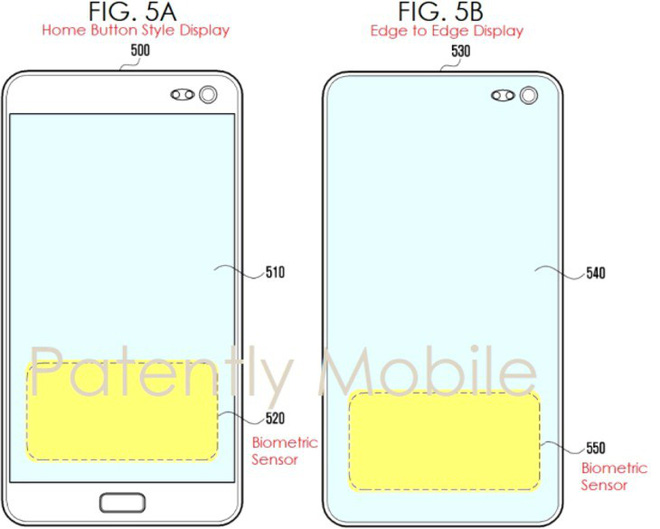 FIG. 5A
Home Button Style Display
500
510
520
Biometric
Sensor
FIG. 5B
Edge to Edge Display
530
540
550
Biometric
Sensor
Patently Mobile